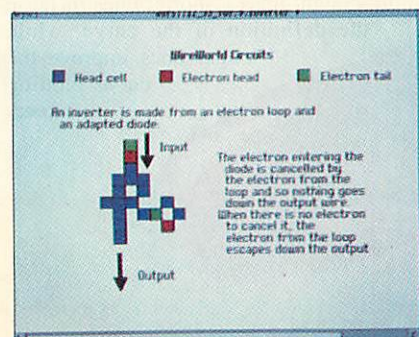 WireWorld Circuits
Head cell Electron head Electron tail
An inverter is made from an electron loop and
an adapted diode.
Input
The electron entering the
diode is cancelled by
the electron from the
loop and so nothing goes
down the output wire.
When there is no electron
to cancel it, the
electron from the loop
escapes down the output
Output